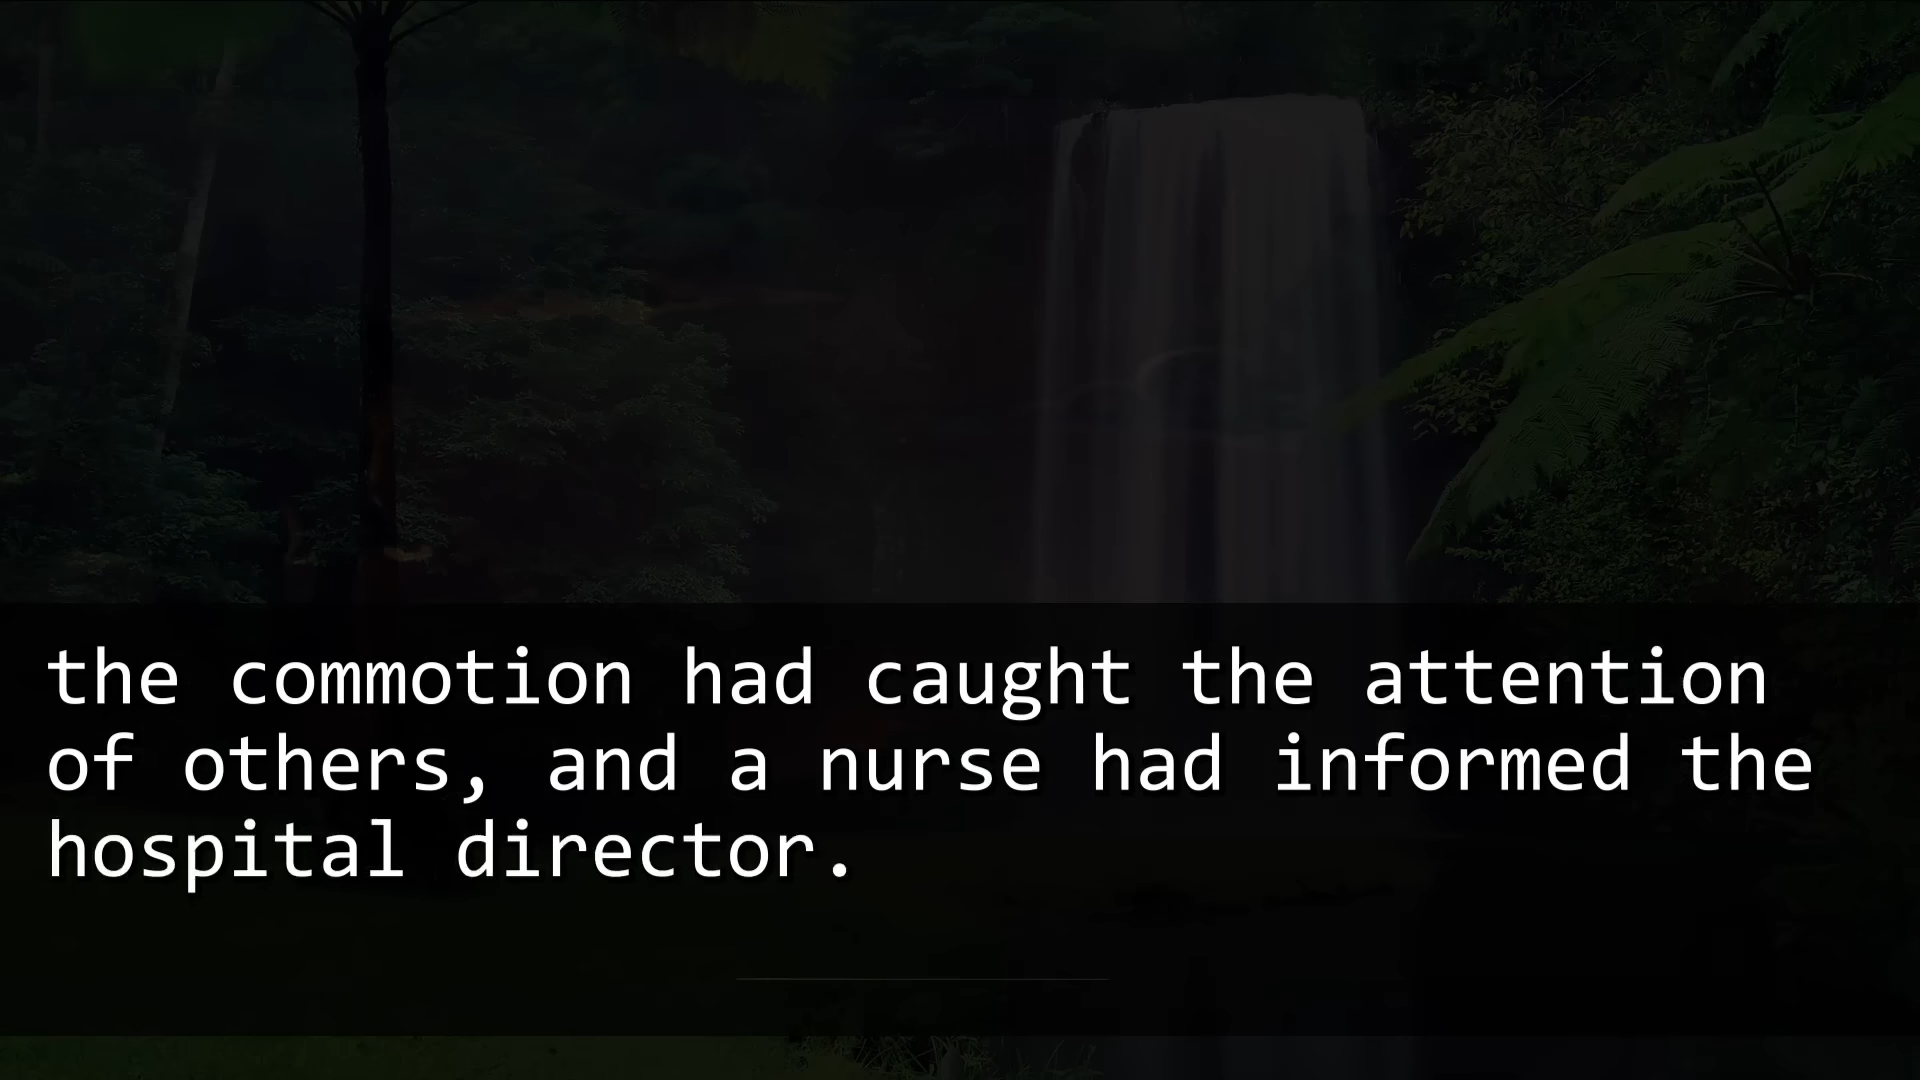 the commotion had caught the attention
of others, and a nurse had informed the
hospital director.